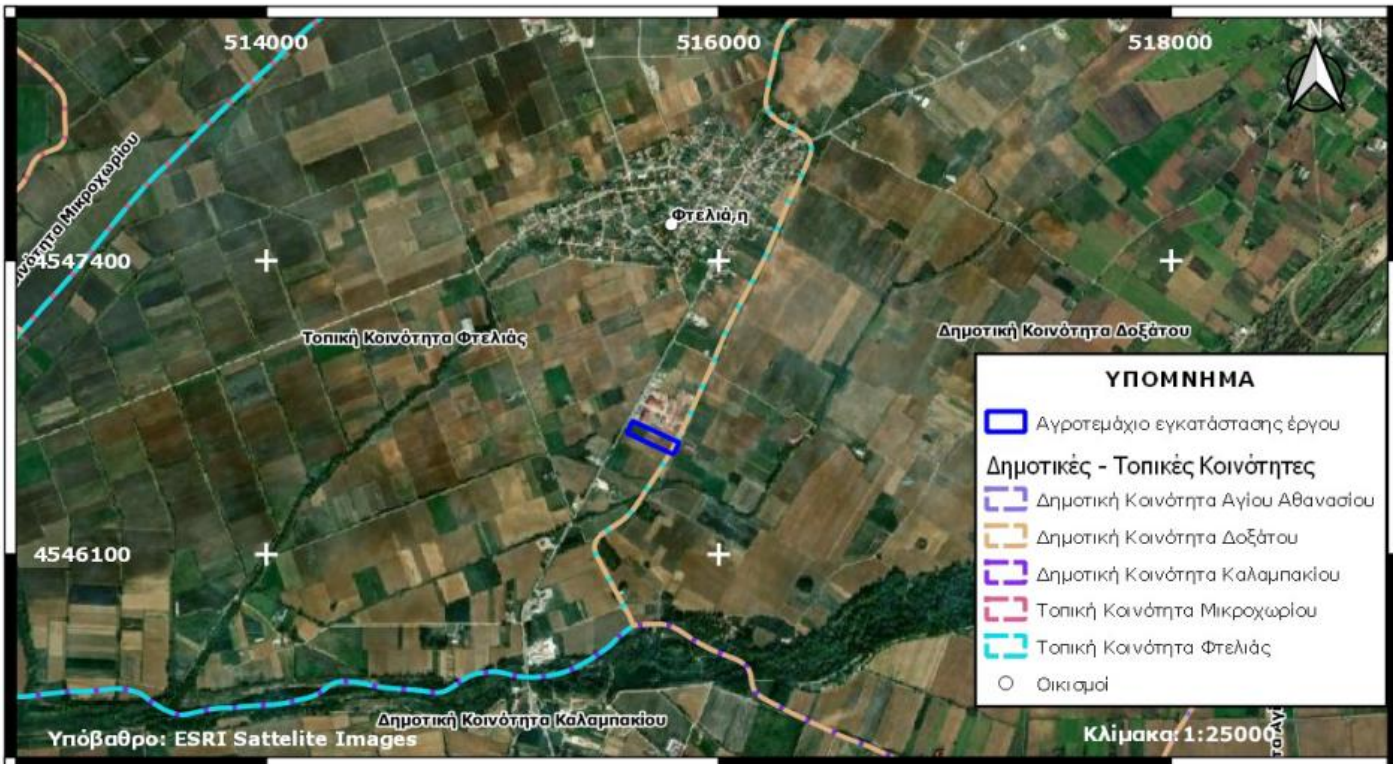 514000
516000
518000
N
Φτελιά,η
4547400
Τοπική Κοινότητα Φτελιάς
Δημοτική Κοινότητα Δοξάτου
Μικροχωρίου
ΥΠΟΜΝΗΜΑ
Αγροτεμάχιο εγκατάστασης έργου
Δημοτικές - Τοπικές Κοινότητες
Δημοτική Κοινότητα Αγίου Αθανασίου
Δημοτική Κοινότητα Δοξάτου
Δημοτική Κοινότητα Καλαμπακίου
Τοπική Κοινότητα Μικροχωρίου
Τοπική Κοινότητα Φτελιάς
Οικισμοί
4546100
Δημοτική Κοινότητα Καλαμπακίου
Υπόβαθρο: ESRI Sattelite Images
Κλίμακα: 1:25000